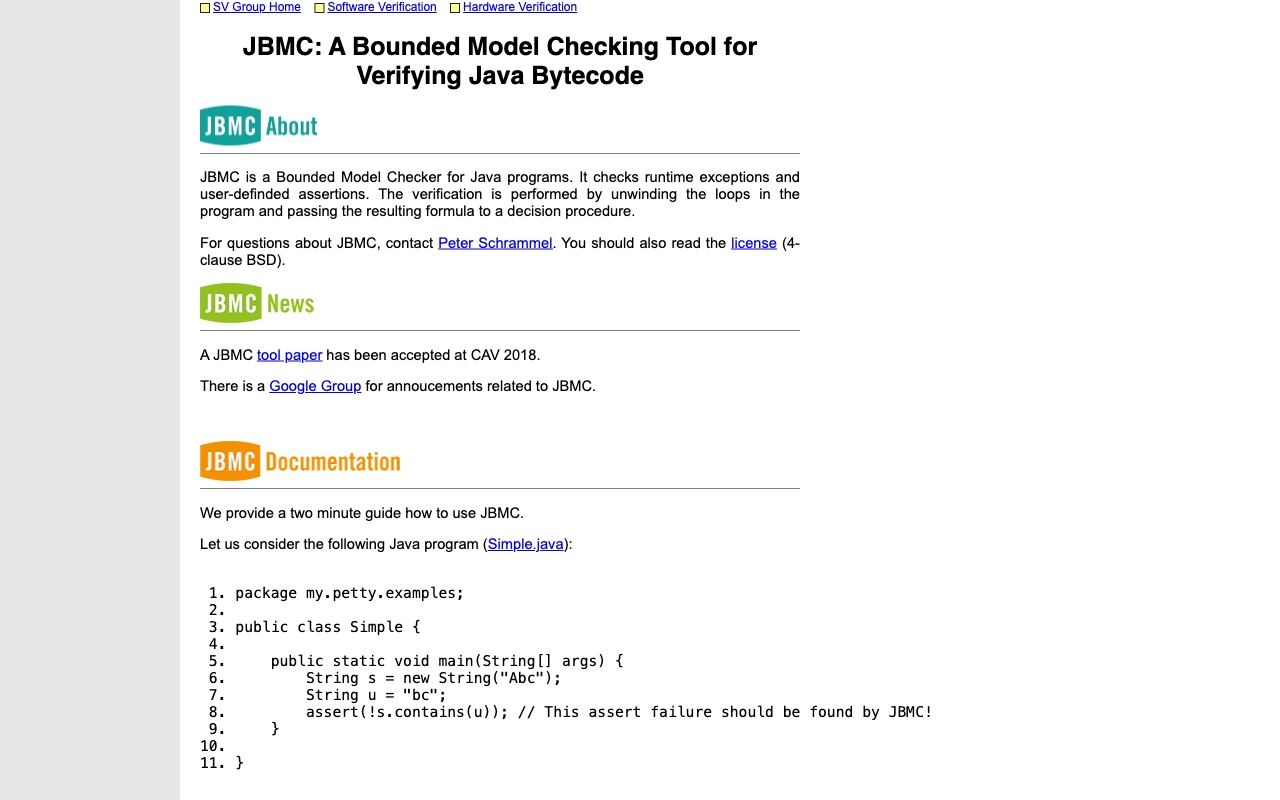 SV Group Home Software Verification Hardware Verification
JBMC: A Bounded Model Checking Tool for
Verifying Java Bytecode
JBMC About
JBMC is a Bounded Model Checker for Java programs. It checks runtime exceptions and
user-definded assertions. The verification is performed by unwinding the loops in the
program and passing the resulting formula to a decision procedure.
For questions about JBMC, contact Peter Schrammel. You should also read the license (4-
clause BSD).
JBMC News
A JBMC tool paper has been accepted at CAV 2018.
There is a Google Group for annoucements related to JBMC.
JBMC Documentation
We provide a two minute guide how to use JBMC.
Let us consider the following Java program (Simple.java):
1. package my.petty.examples;
2.
3. public class Simple {
4.
5.     public static void main(String[] args) {
6.         String s = new String("Abc");
7.         String u = "bc";
8.         assert(!s.contains(u)); // This assert failure should be found by JBMC!
9.     }
10.
11. }